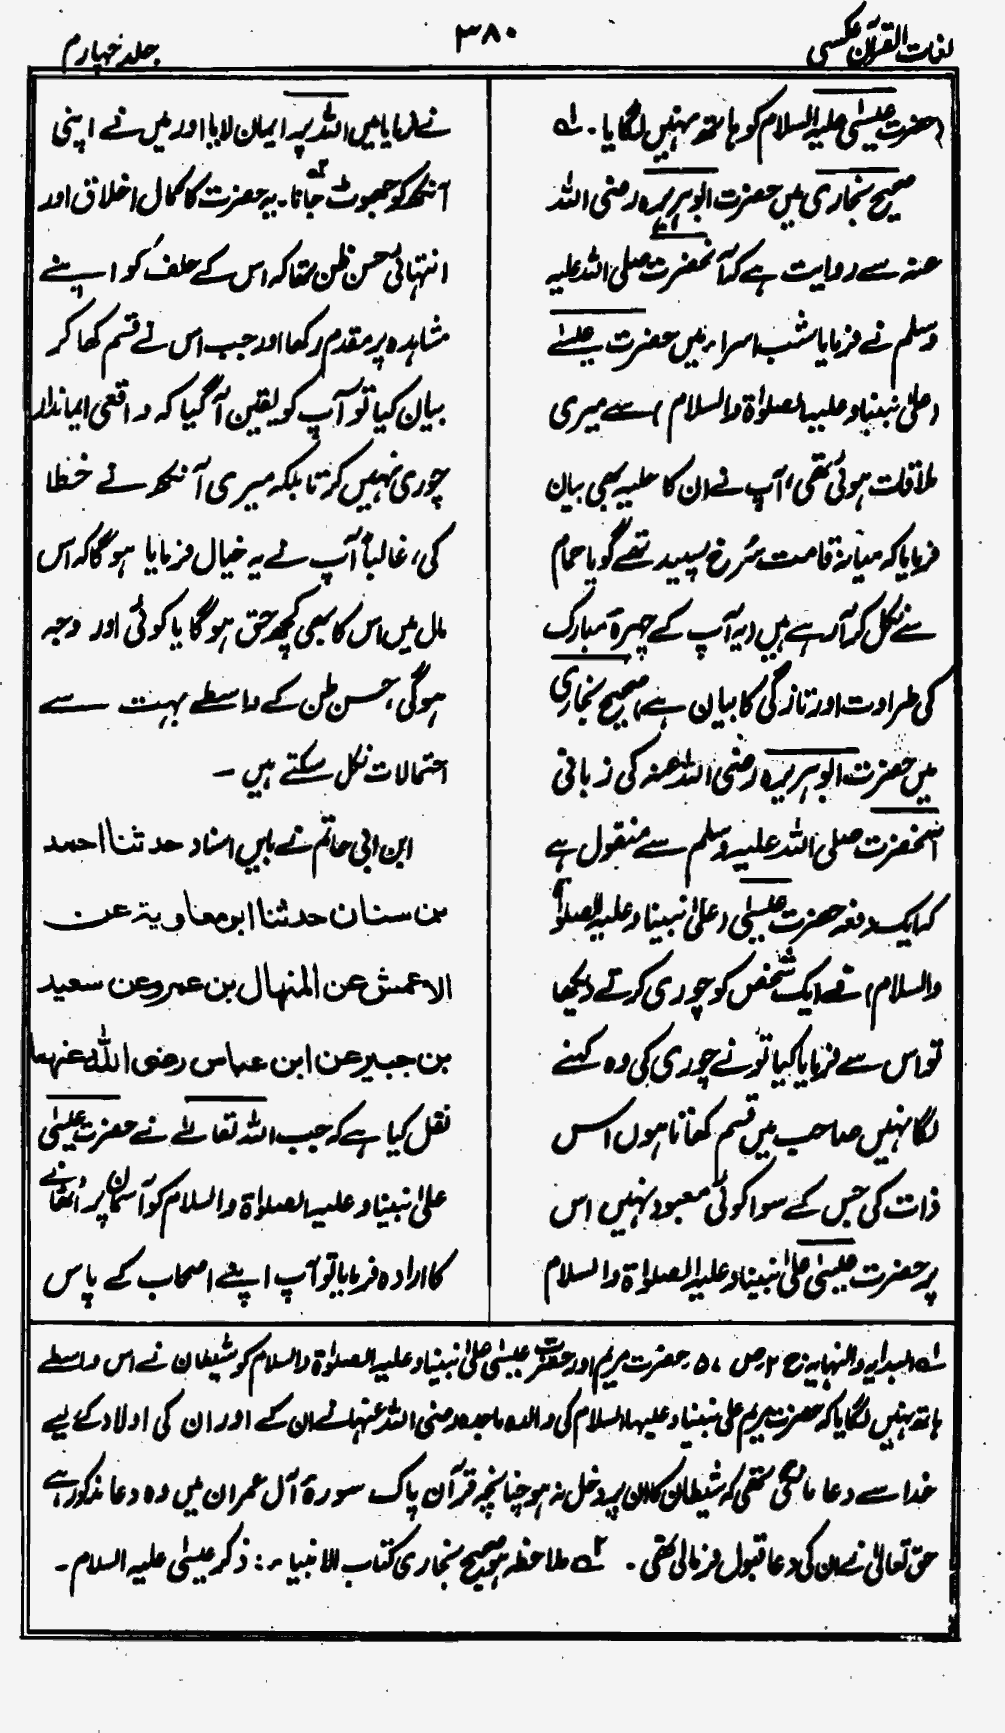 لغات القرآن عکسی
۳۸۰
جلد چہارم
(حضرت عیسٰی علیہ السلام کو ہاتھ نہیں لگایا ۔ لہ
صحیح بخاری میں حضرت ابوہریرہ رضی اللہ
عنہ سے روایت ہے کہ آنحضرت صلی اللہ علیہ
وسلم نے فرمایا شب اسراء میں حضرت عیسٰے
(علیٰ نبینا و علیہ الصلوٰۃ والسلام) سے میری
ملاقات ہوئی تھی، آپ نے ان کا حلیہ بھی بیان
فرمایا کہ میانہ قامت سُرخ سپید تھے گویا حمام
سے نکل کر آرہے ہیں (یہ آپ کے چہرۂ مبارک
کی طراوت اور تازگی کا بیان ہے) صحیح بخاری
میں حضرت ابوہریرہ رضی اللہ عنہ کی زبانی
آنحضرت صلی اللہ علیہ وسلم سے منقول ہے
کہ ایک دفعہ حضرت عیسٰی (علیٰ نبینا و علیہ الصلوٰۃ
والسلام) نے ایک شخص کو چوری کرتے دیکھا
تو اس سے فرمایا کیا تو نے چوری کی وہ کہنے
لگا نہیں صاحب میں قسم کھاتا ہوں اس
ذات کی جس کے سوا کوئی معبود نہیں اس
پر حضرت عیسٰی علیٰ نبینا و علیہ الصلوٰۃ والسلام
نے فرمایا میں اللہ پر ایمان لایا اور میں نے اپنی
آنکھ کو جھوٹ جانا ۔ یہ حضرت کا کمال اخلاق اور
انتہائی حسن ظن تھا کہ اس کے حلف کو اپنے
مشاہدہ پر مقدم رکھا اور جب اس نے قسم کھا کر
بیان کیا تو آپ کو یقین آ گیا کہ واقعی ایماندار
چوری نہیں کرتا بلکہ میری آنکھ نے خطا
کی، غالباً آپ نے یہ خیال فرمایا ہوگا کہ اس
مال میں اس کا بھی کچھ حق ہوگا یا کوئی اور وجہ
ہوگی، حسن ظن کے واسطے بہت سے
احتمالات نکل سکتے ہیں ۔
ابن ابی حاتم نے بایں اسناد حدثنا احمد
بن سنان حدثنا ابو معاویۃ عن
الاعمش عن المنہال بن عمرو عن سعید
بن جبیر عن ابن عباس رضی اللہ عنہما
نقل کیا ہے کہ جب اللہ تعالےٰ نے حضرت عیسٰی
علیٰ نبینا و علیہ الصلوٰۃ والسلام کو آسمان پر اُٹھانے
کا ارادہ فرمایا تو آپ اپنے اصحاب کے پاس
لہ البدایہ والنہایہ ج ۲ ص ۵۷ حضرت مریم اور حضرت عیسٰی علیٰ نبینا و علیہ الصلوٰۃ والسلام کو شیطان نے اس واسطے
ہاتھ نہیں لگایا کہ حضرت مریم علی نبینا و علیہا السلام کی والدہ ماجدہ رضی اللہ عنہا نے ان کے اور ان کی اولاد کے لیے
خدا سے دعا مانگی تھی کہ شیطان کا ان پر دخل نہ ہو چنانچہ قرآن پاک سورۂ آل عمران میں وہ دعا مذکور ہے
حق تعالیٰ نے ان کی دعا قبول فرمالی تھی ۔ ٢ه ملاحظہ ہو صحیح بخاری کتاب الانبیاء : ذکر عیسٰی علیہ السلام ۔